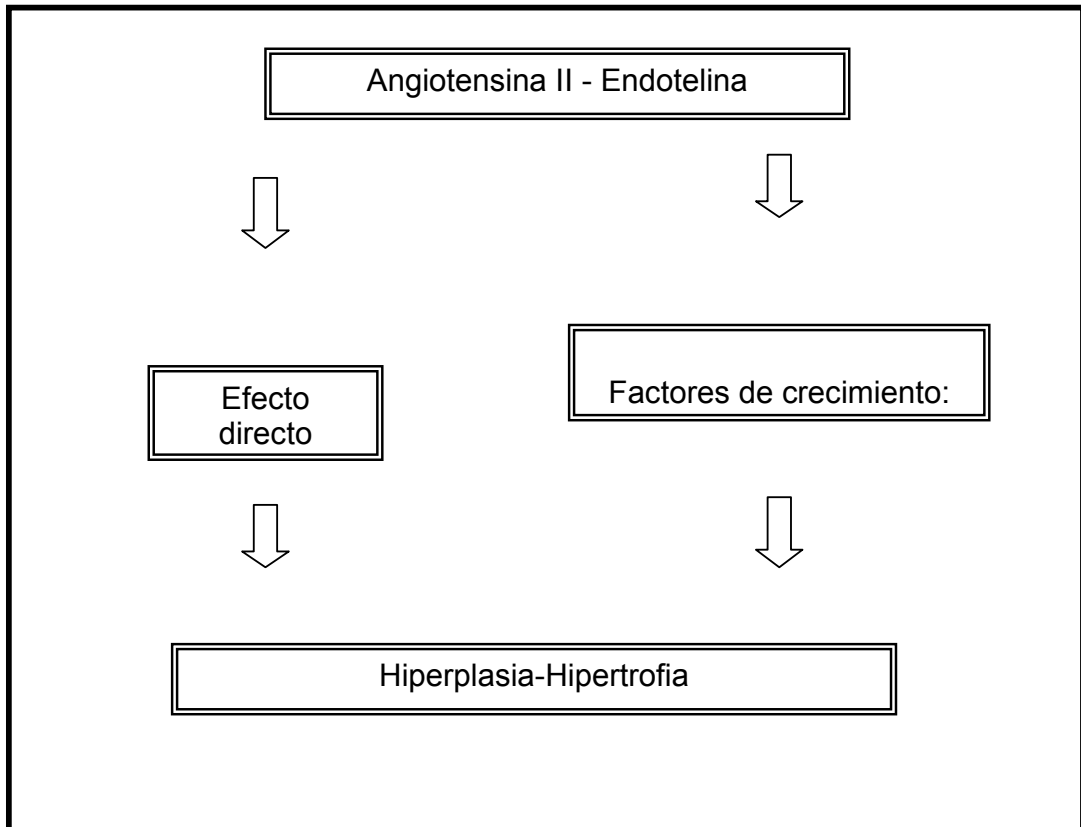 Angiotensina II - Endotelina
Efecto
directo
Factores de crecimiento:
Hiperplasia-Hipertrofia